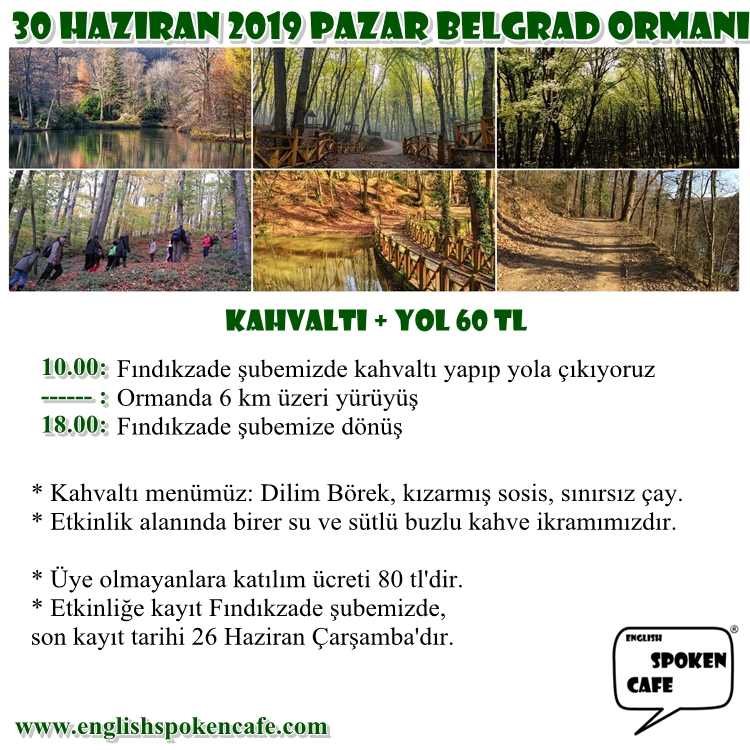 30 HAZIRAN 2019 PAZAR BELGRAD ORMANI
KAHVALTI + YOL 60 TL
10.00: Fındıkzade şubemizde kahvaltı yapıp yola çıkıyoruz
------ : Ormanda 6 km üzeri yürüyüş
18.00: Fındıkzade şubemize dönüş
* Kahvaltı menümüz: Dilim Börek, kızarmış sosis, sınırsız çay.
* Etkinlik alanında birer su ve sütlü buzlu kahve ikramımızdır.
* Üye olmayanlara katılım ücreti 80 tl'dir.
* Etkinliğe kayıt Fındıkzade şubemizde,
son kayıt tarihi 26 Haziran Çarşamba'dır.
ENGLISH
SPOKEN
CAFE
®
www.englishspokencafe.com